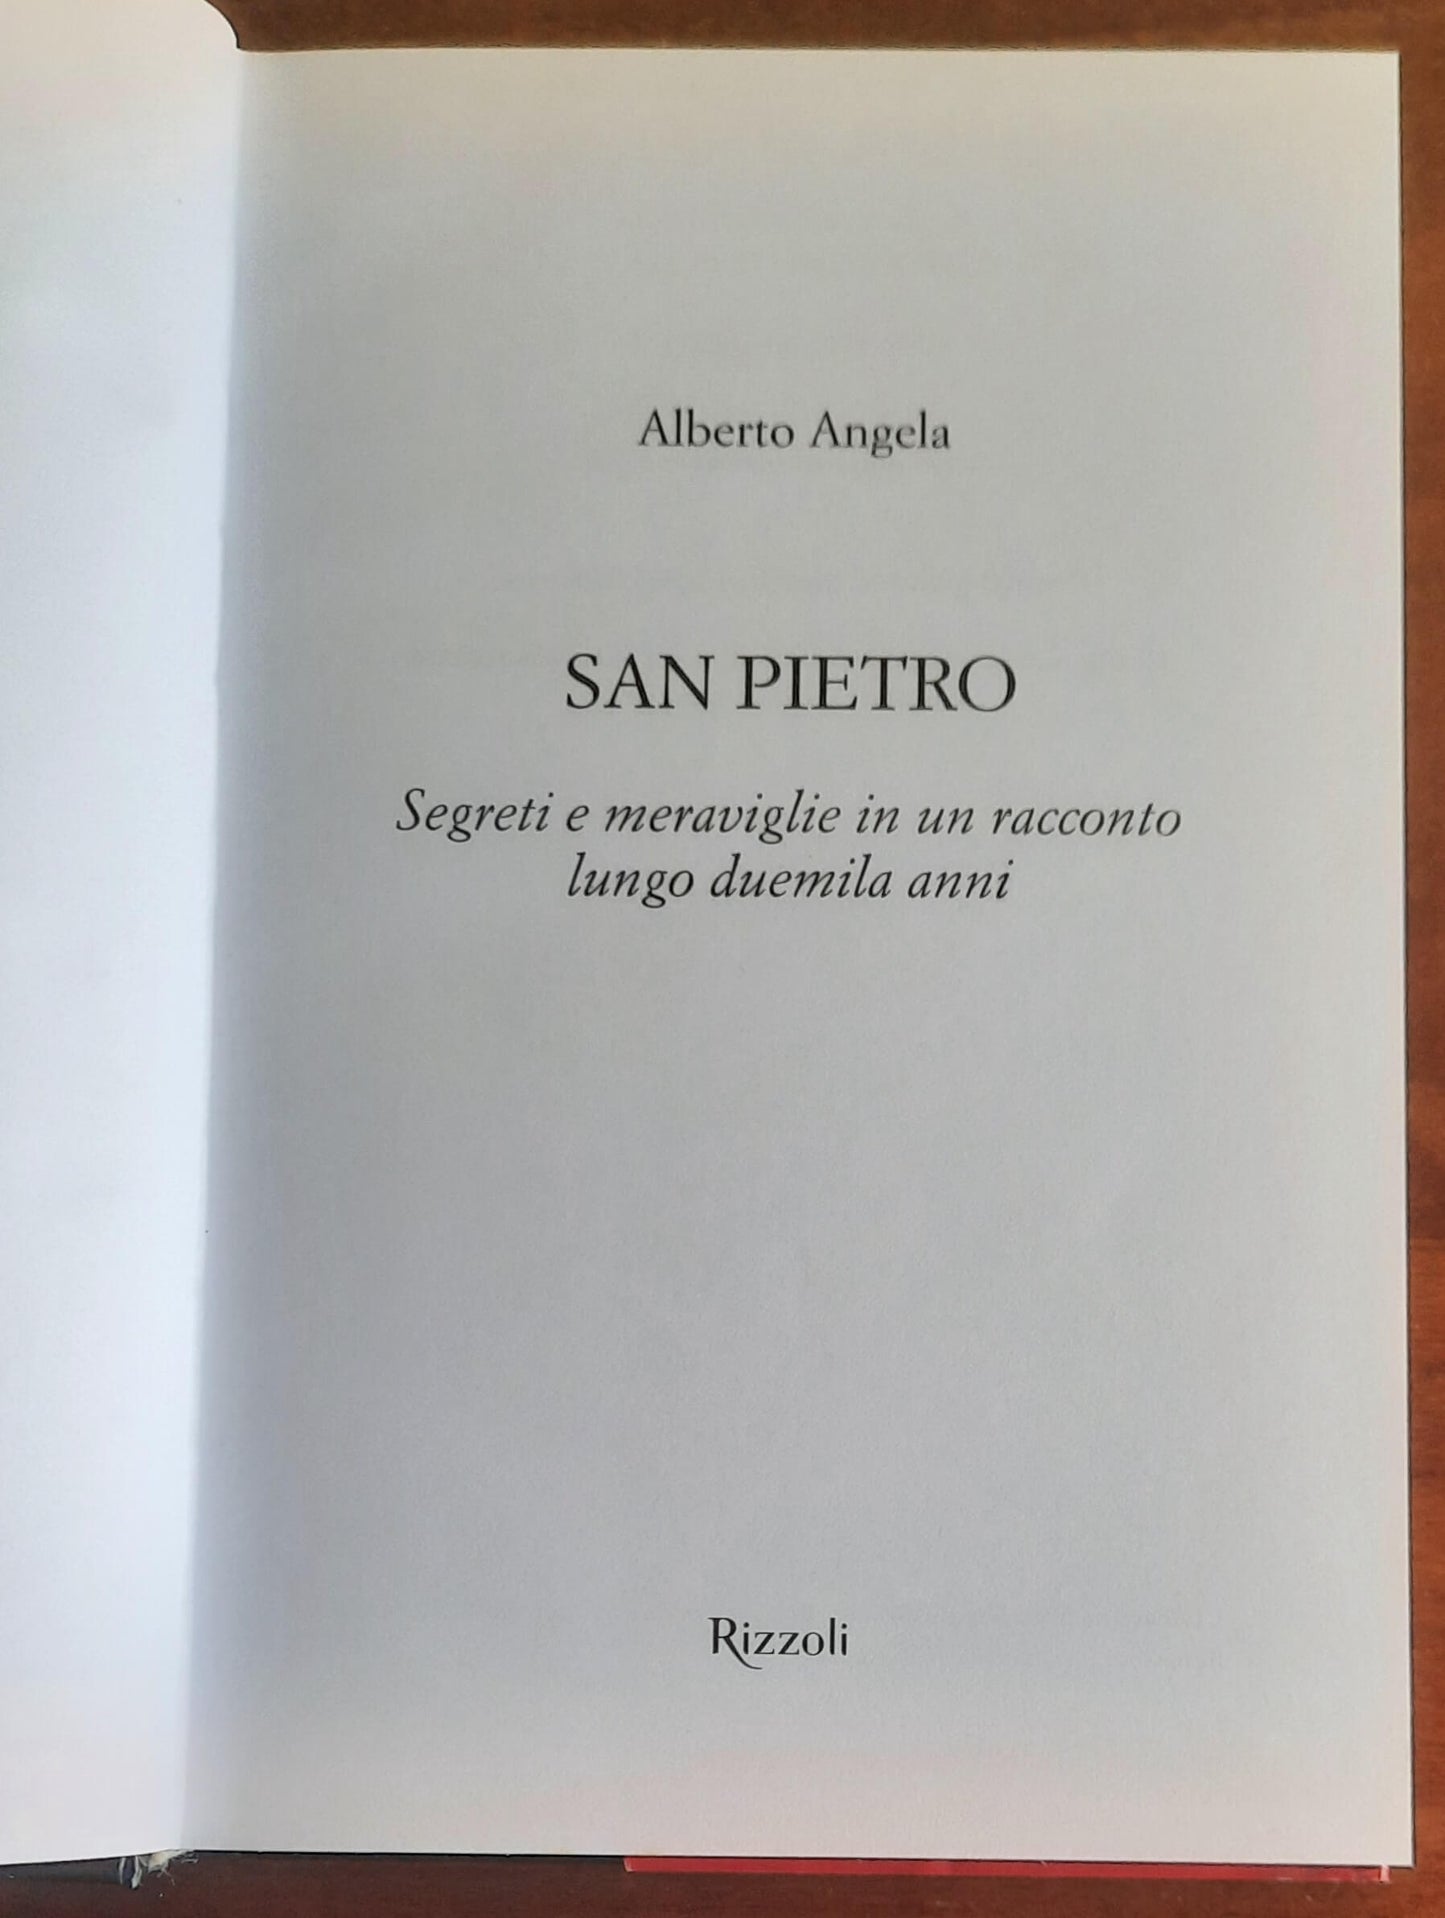 Alberto Angela
SAN PIETRO
Segreti e meraviglie in un racconto
lungo duemila anni
Rizzoli